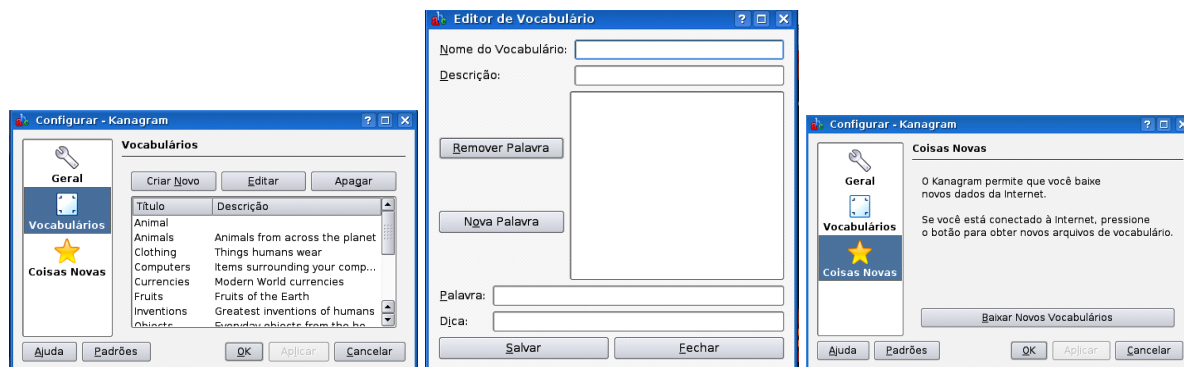 Configurar - Kanagram
Geral
Vocabulários
Coisas Novas
Vocabulários
Criar Novo
Editar
Apagar
Título Descrição
Animal
Animals Animals from across the planet
Clothing Things humans wear
Computers Items surrounding your comp...
Currencies Modern World currencies
Fruits Fruits of the Earth
Inventions Greatest inventions of humans
Objects Everyday objects from the
Ajuda
Padrões
OK
Aplicar
Cancelar
Editor de Vocabulário
Nome do Vocabulário:
Descrição:
Remover Palavra
Nova Palavra
Palavra:
Dica:
Salvar
Fechar
Configurar - Kanagram
Geral
Vocabulários
Coisas Novas
Coisas Novas
O Kanagram permite que você baixe
novos dados da Internet.
Se você está conectado à Internet, pressione
o botão para obter novos arquivos de vocabulário.
Baixar Novos Vocabulários
Ajuda
Padrões
OK
Aplicar
Cancelar